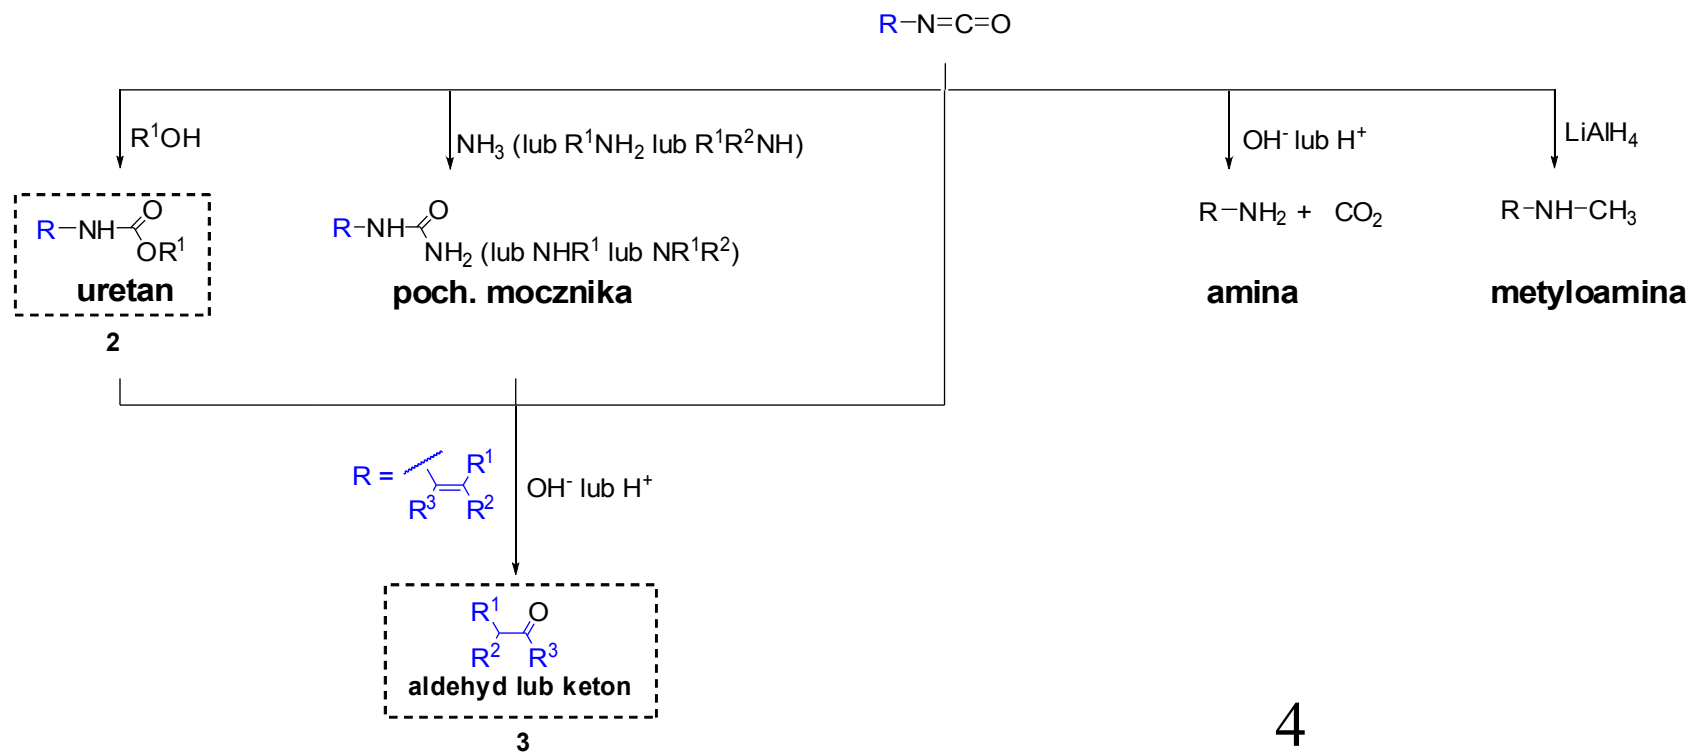 R–N=C=O
R¹OH
NH₃ (lub R¹NH₂ lub R¹R²NH)
OH⁻ lub H⁺
LiAlH₄
R–NH O
OR¹
uretan
2
R–NH O
NH₂ (lub NHR¹ lub NR¹R²)
poch. mocznika
R–NH₂ + CO₂
amina
R–NH–CH₃
metyloamina
R = R¹
R³ R²
OH⁻ lub H⁺
R¹ O
R² R³
aldehyd lub keton
3
4